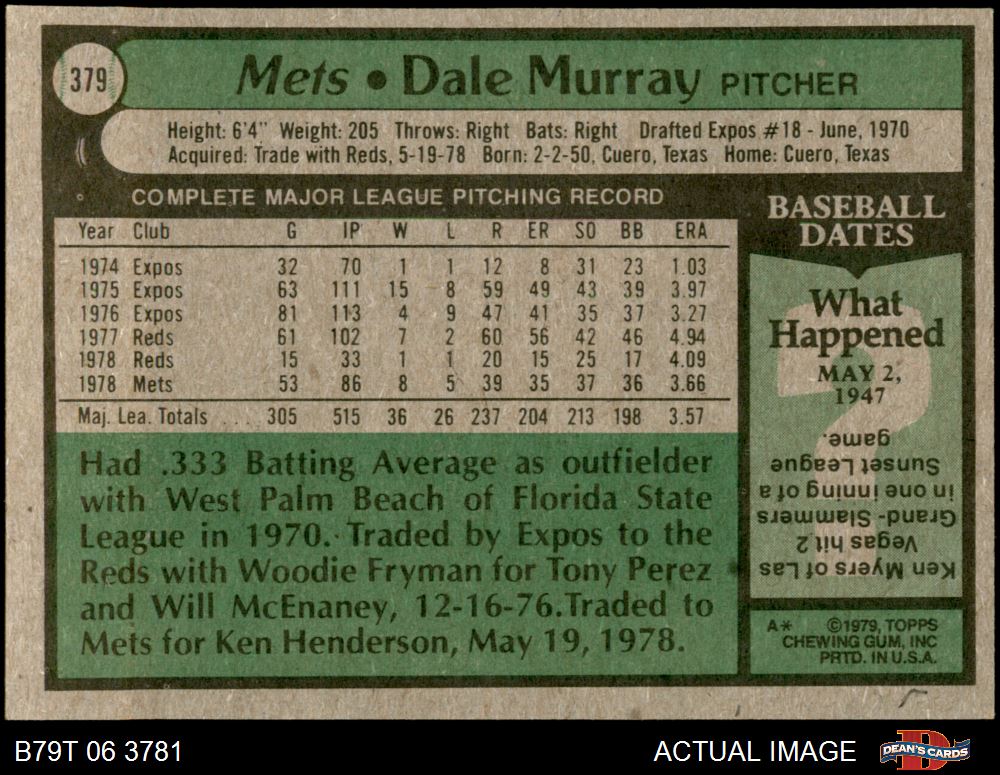 379
Mets • Dale Murray PITCHER
Height: 6'4" Weight: 205 Throws: Right Bats: Right Drafted Expos #18 - June, 1970
Acquired: Trade with Reds, 5-19-78 Born: 2-2-50, Cuero, Texas Home: Cuero, Texas
COMPLETE MAJOR LEAGUE PITCHING RECORD
Year Club G IP W L R ER SO BB ERA
1974 Expos 32 70 1 1 12 8 31 23 1.03
1975 Expos 63 111 15 8 59 49 43 39 3.97
1976 Expos 81 113 4 9 47 41 35 37 3.27
1977 Reds 61 102 7 2 60 56 42 46 4.94
1978 Reds 15 33 1 1 20 15 25 17 4.09
1978 Mets 53 86 8 5 39 35 37 36 3.66
Maj. Lea. Totals .... 305 515 36 26 237 204 213 198 3.57
Had .333 Batting Average as outfielder
with West Palm Beach of Florida State
League in 1970. Traded by Expos to the
Reds with Woodie Fryman for Tony Perez
and Will McEnaney, 12-16-76.Traded to
Mets for Ken Henderson, May 19, 1978.
BASEBALL
DATES
What
Happened
MAY 2,
1947
Ken Myers of Las
Vegas hit 2
Grand-Slammers
in one inning of a
Sunset League
game.
A* ©1979, TOPPS
CHEWING GUM, INC
PRTD. IN U.S.A.
B79T 06 3781
ACTUAL IMAGE
DEAN'S CARDS